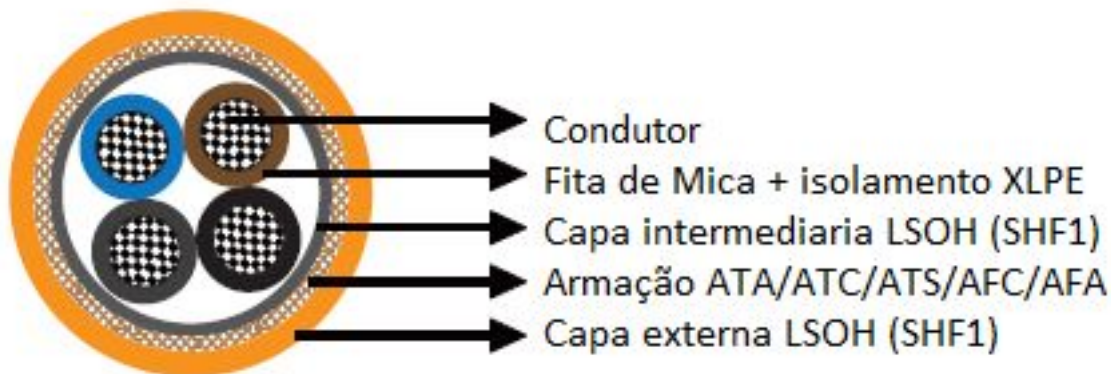 Condutor
Fita de Mica + isolamento XLPE
Capa intermediaria LSOH (SHF1)
Armação ATA/ATC/ATS/AFC/AFA
Capa externa LSOH (SHF1)